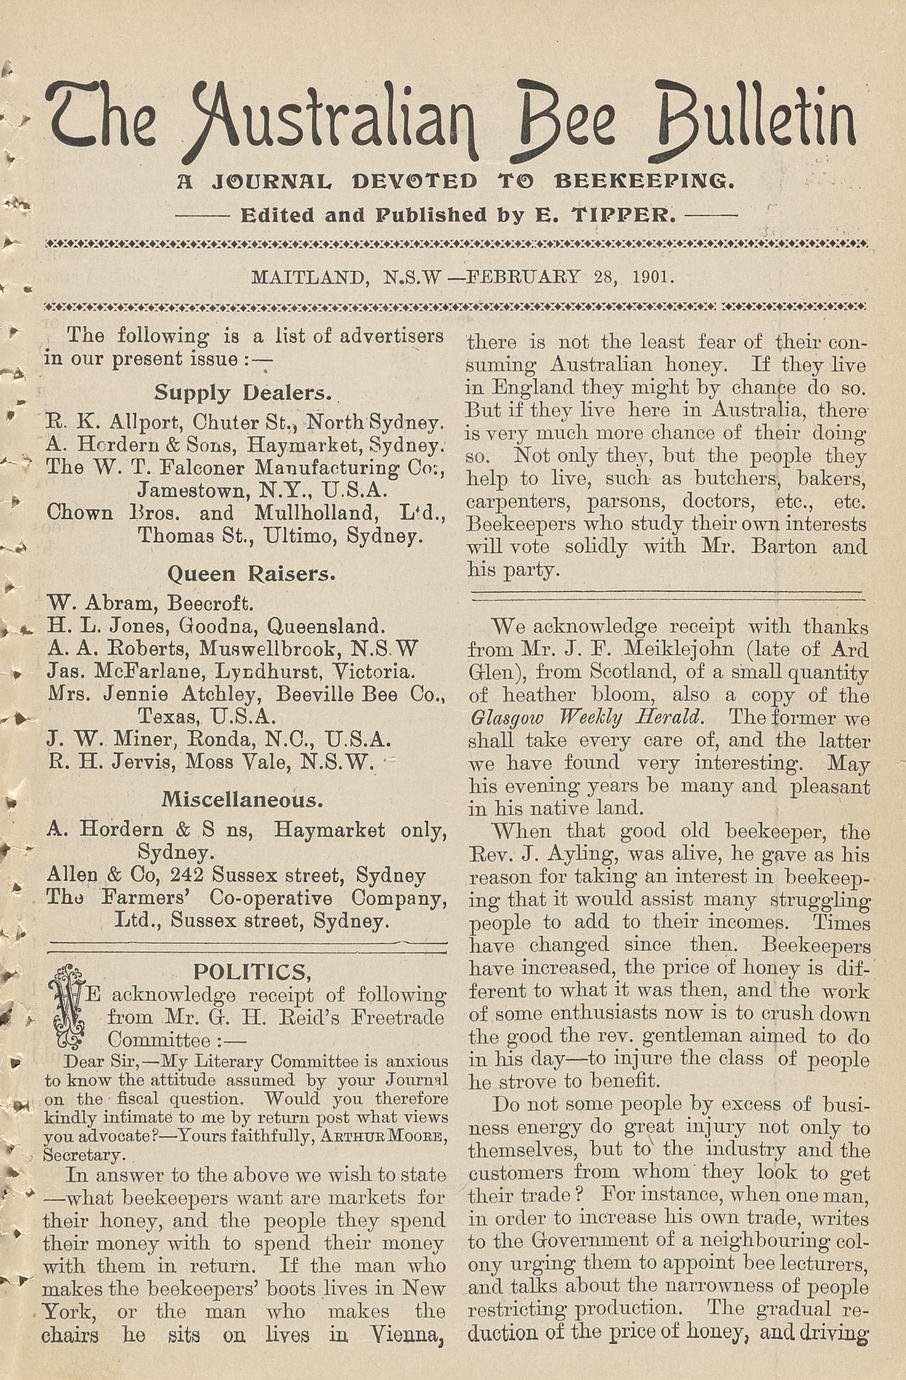 The Australian Bee Bulletin
A JOURNAL DEVOTED TO BEEKEEPING.
Edited and Published by E. TIPPER.
MAITLAND, N.S.W —FEBRUARY 28, 1901.
The following is a list of advertisers
in our present issue :—
Supply Dealers.
R. K. Allport, Chuter St., North Sydney.
A. Hordern & Sons, Haymarket, Sydney.
The W. T. Falconer Manufacturing Co.,
Jamestown, N.Y., U.S.A.
Chown Bros. and Mullholland, Ltd.,
Thomas St., Ultimo, Sydney.
Queen Raisers.
W. Abram, Beecroft.
H. L. Jones, Goodna, Queensland.
A. A. Roberts, Muswellbrook, N.S.W
Jas. McFarlane, Lyndhurst, Victoria.
Mrs. Jennie Atchley, Beeville Bee Co.,
Texas, U.S.A.
J. W. Miner, Ronda, N.C., U.S.A.
R. H. Jervis, Moss Vale, N.S.W.
Miscellaneous.
A. Hordern & S ns, Haymarket only,
Sydney.
Allen & Co, 242 Sussex street, Sydney
The Farmers' Co-operative Company,
Ltd., Sussex street, Sydney.
POLITICS,
WE acknowledge receipt of following
from Mr. G. H. Reid's Freetrade
Committee :—
Dear Sir,—My Literary Committee is anxious
to know the attitude assumed by your Journal
on the fiscal question. Would you therefore
kindly intimate to me by return post what views
you advocate?—Yours faithfully, ARTHUR MOORE,
Secretary.
In answer to the above we wish to state
—what beekeepers want are markets for
their honey, and the people they spend
their money with to spend their money
with them in return. If the man who
makes the beekeepers' boots lives in New
York, or the man who makes the
chairs he sits on lives in Vienna,
there is not the least fear of their con-
suming Australian honey. If they live
in England they might by chance do so.
But if they live here in Australia, there
is very much more chance of their doing
so. Not only they, but the people they
help to live, such as butchers, bakers,
carpenters, parsons, doctors, etc., etc.
Beekeepers who study their own interests
will vote solidly with Mr. Barton and
his party.
We acknowledge receipt with thanks
from Mr. J. F. Meiklejohn (late of Ard
Glen), from Scotland, of a small quantity
of heather bloom, also a copy of the
Glasgow Weekly Herald. The former we
shall take every care of, and the latter
we have found very interesting. May
his evening years be many and pleasant
in his native land.
When that good old beekeeper, the
Rev. J. Ayling, was alive, he gave as his
reason for taking an interest in beekeep-
ing that it would assist many struggling
people to add to their incomes. Times
have changed since then. Beekeepers
have increased, the price of honey is dif-
ferent to what it was then, and the work
of some enthusiasts now is to crush down
the good the rev. gentleman aimed to do
in his day—to injure the class of people
he strove to benefit.
Do not some people by excess of busi-
ness energy do great injury not only to
themselves, but to the industry and the
customers from whom they look to get
their trade ? For instance, when one man,
in order to increase his own trade, writes
to the Government of a neighbouring col-
ony urging them to appoint bee lecturers,
and talks about the narrowness of people
restricting production. The gradual re-
duction of the price of honey, and driving